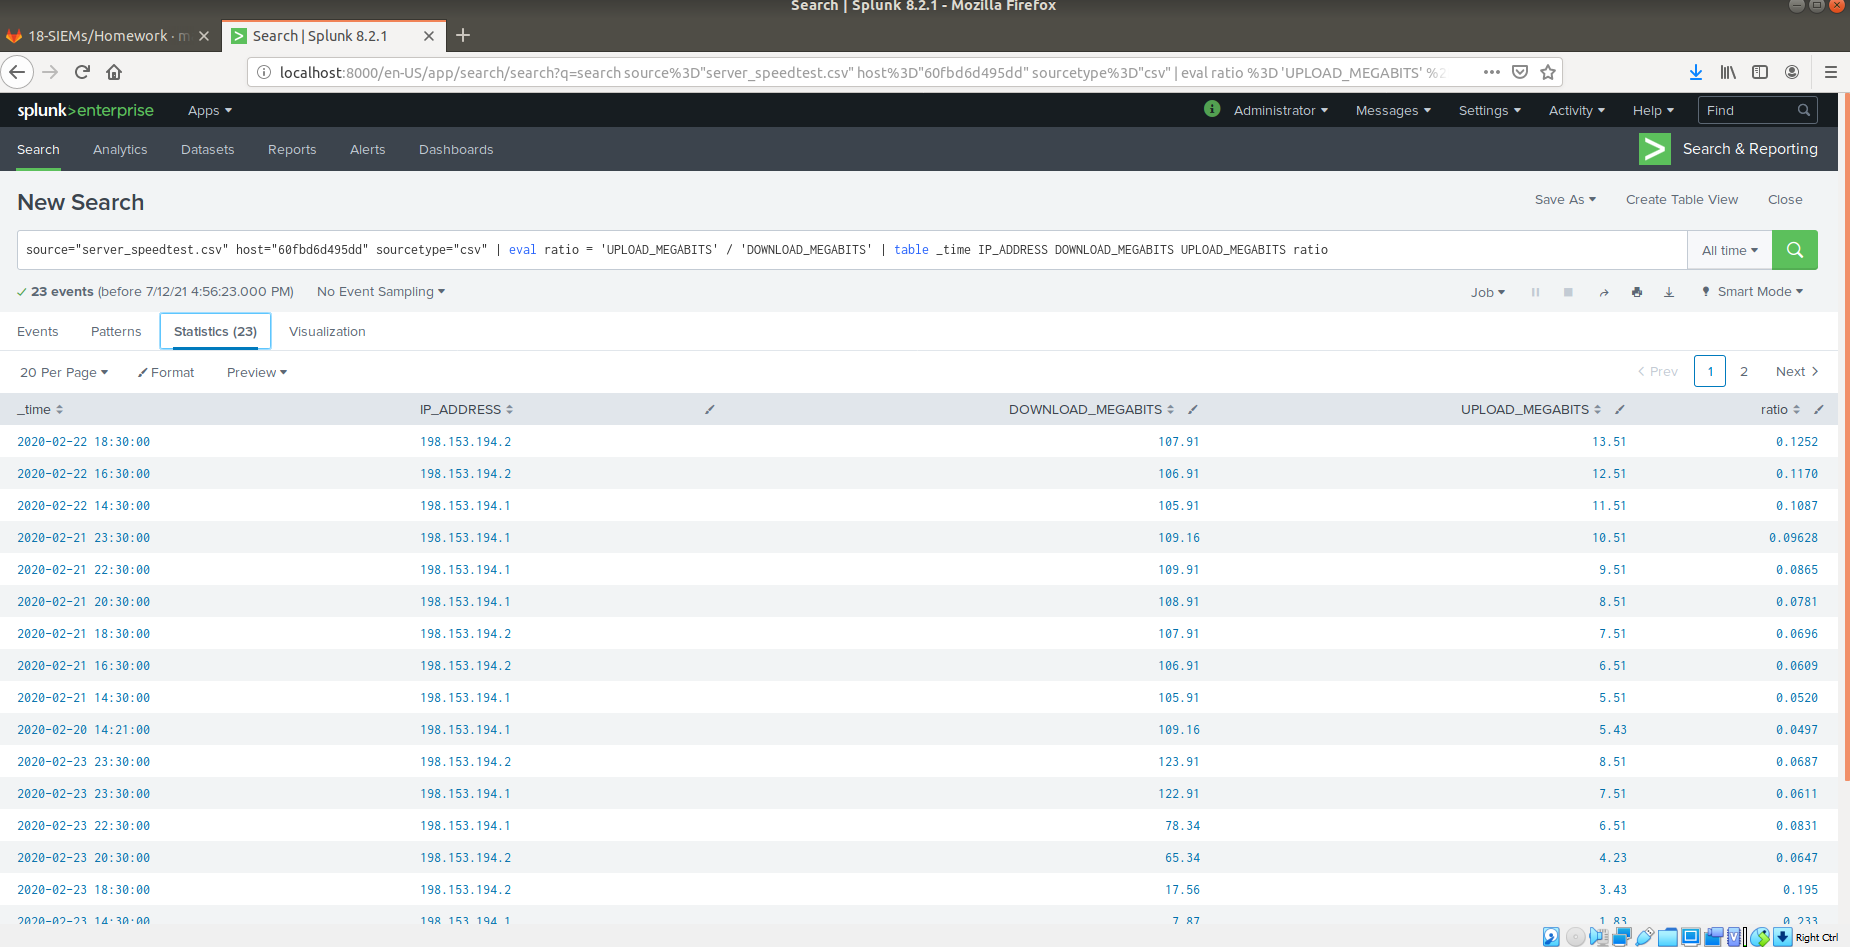 Search | Splunk 8.2.1 - Mozilla Firefox
18-SIEMs/Homework · m
Search | Splunk 8.2.1
localhost:8000/en-US/app/search/search?q=search source%3D"server_speedtest.csv" host%3D"60fbd6d495dd" sourcetype%3D"csv" | eval ratio %3D 'UPLOAD_MEGABITS' %2
splunk>enterprise Apps Administrator Messages Settings Activity Help Find
Search Analytics Datasets Reports Alerts Dashboards Search & Reporting
New Search Save As Create Table View Close
source="server_speedtest.csv" host="60fbd6d495dd" sourcetype="csv" | eval ratio = 'UPLOAD_MEGABITS' / 'DOWNLOAD_MEGABITS' | table _time IP_ADDRESS DOWNLOAD_MEGABITS UPLOAD_MEGABITS ratio All time
23 events (before 7/12/21 4:56:23.000 PM) No Event Sampling Job Smart Mode
Events Patterns Statistics (23) Visualization
20 Per Page Format Preview Prev 1 2 Next
_time IP_ADDRESS DOWNLOAD_MEGABITS UPLOAD_MEGABITS ratio
2020-02-22 18:30:00 198.153.194.2 107.91 13.51 0.1252
2020-02-22 16:30:00 198.153.194.2 106.91 12.51 0.1170
2020-02-22 14:30:00 198.153.194.1 105.91 11.51 0.1087
2020-02-21 23:30:00 198.153.194.1 109.16 10.51 0.09628
2020-02-21 22:30:00 198.153.194.1 109.91 9.51 0.0865
2020-02-21 20:30:00 198.153.194.1 108.91 8.51 0.0781
2020-02-21 18:30:00 198.153.194.2 107.91 7.51 0.0696
2020-02-21 16:30:00 198.153.194.2 106.91 6.51 0.0609
2020-02-21 14:30:00 198.153.194.1 105.91 5.51 0.0520
2020-02-20 14:21:00 198.153.194.1 109.16 5.43 0.0497
2020-02-23 23:30:00 198.153.194.2 123.91 8.51 0.0687
2020-02-23 23:30:00 198.153.194.1 122.91 7.51 0.0611
2020-02-23 22:30:00 198.153.194.1 78.34 6.51 0.0831
2020-02-23 20:30:00 198.153.194.2 65.34 4.23 0.0647
2020-02-23 18:30:00 198.153.194.2 17.56 3.43 0.195
2020-02-23 14:30:00 198.153.194.1 7.87 1.83 0.233
Right Ctrl